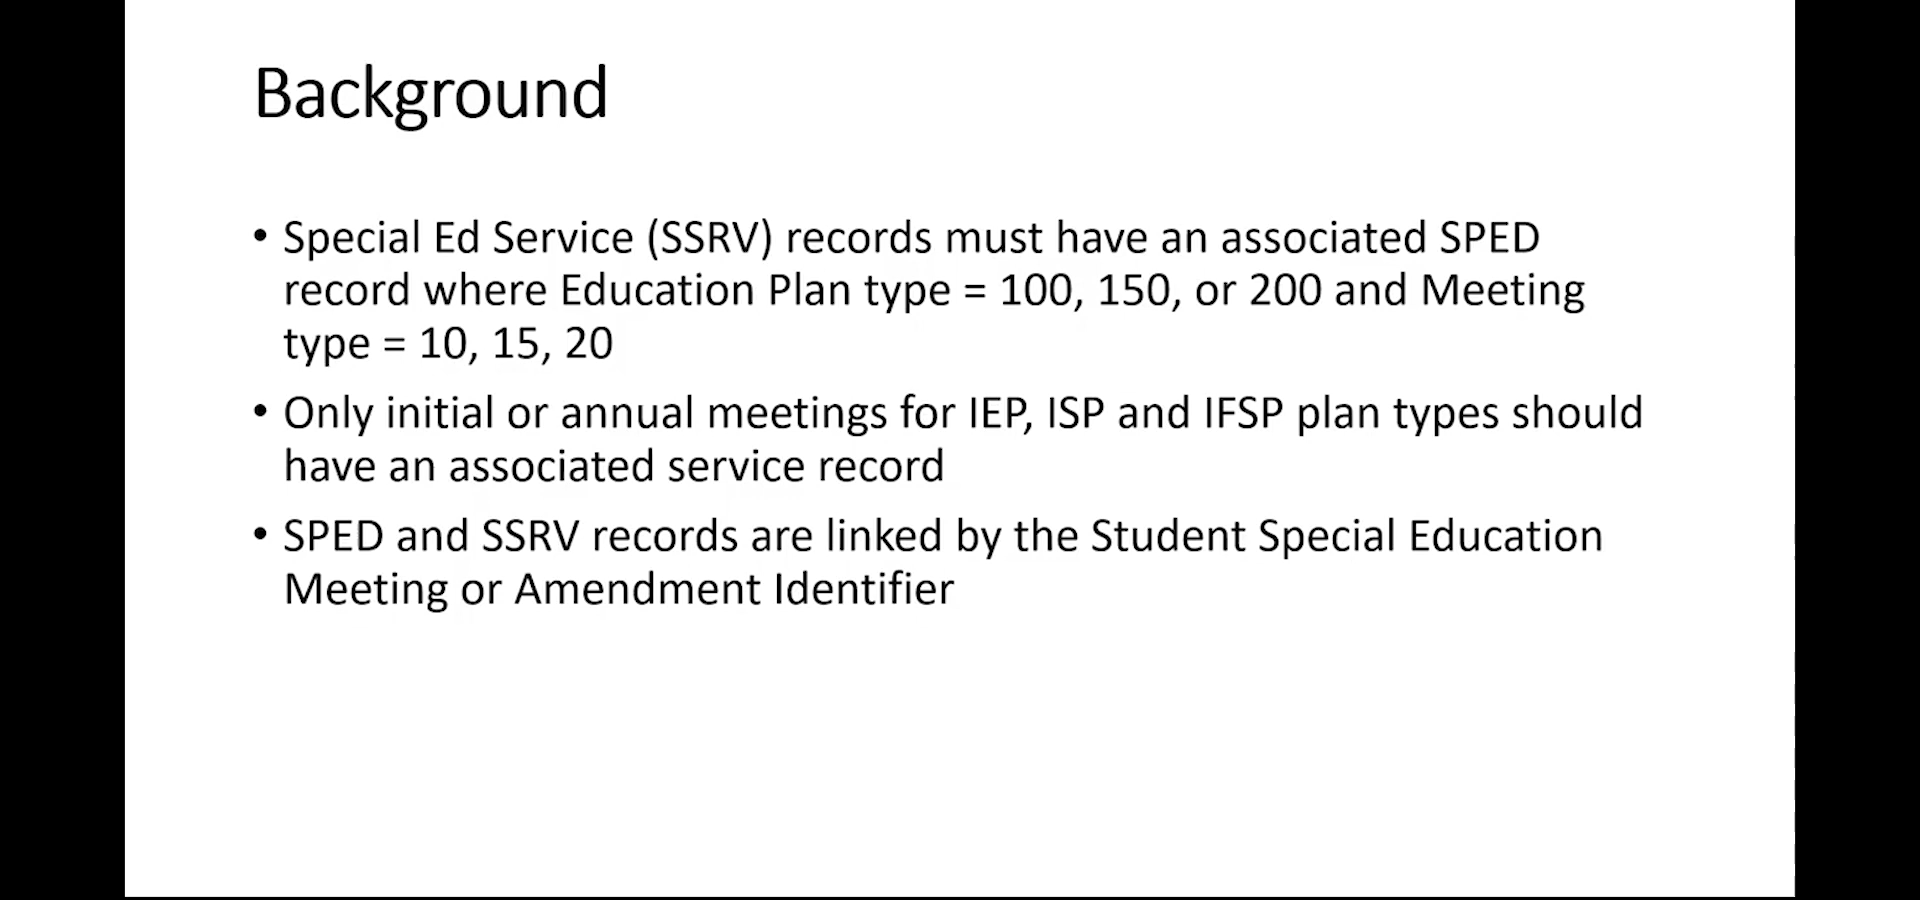 Background
• Special Ed Service (SSRV) records must have an associated SPED
record where Education Plan type = 100, 150, or 200 and Meeting
type = 10, 15, 20
• Only initial or annual meetings for IEP, ISP and IFSP plan types should
have an associated service record
• SPED and SSRV records are linked by the Student Special Education
Meeting or Amendment Identifier